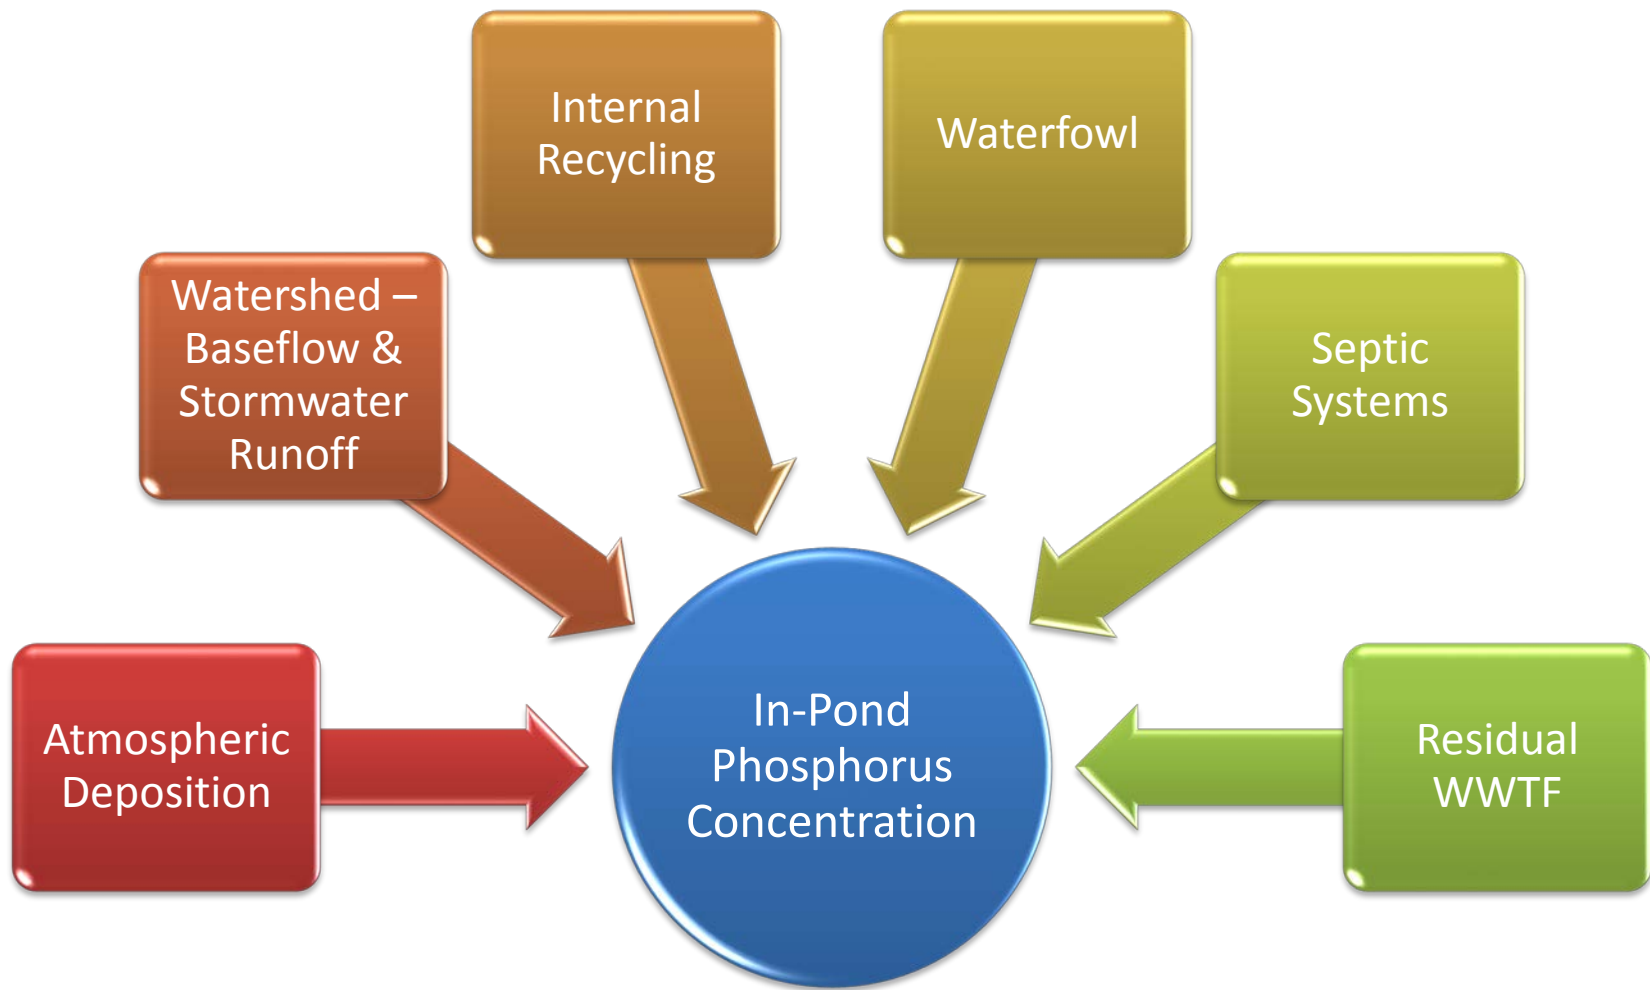 Internal
Recycling
Waterfowl
Watershed –
Baseflow &
Stormwater
Runoff
Septic
Systems
Atmospheric
Deposition
In-Pond
Phosphorus
Concentration
Residual
WWTF